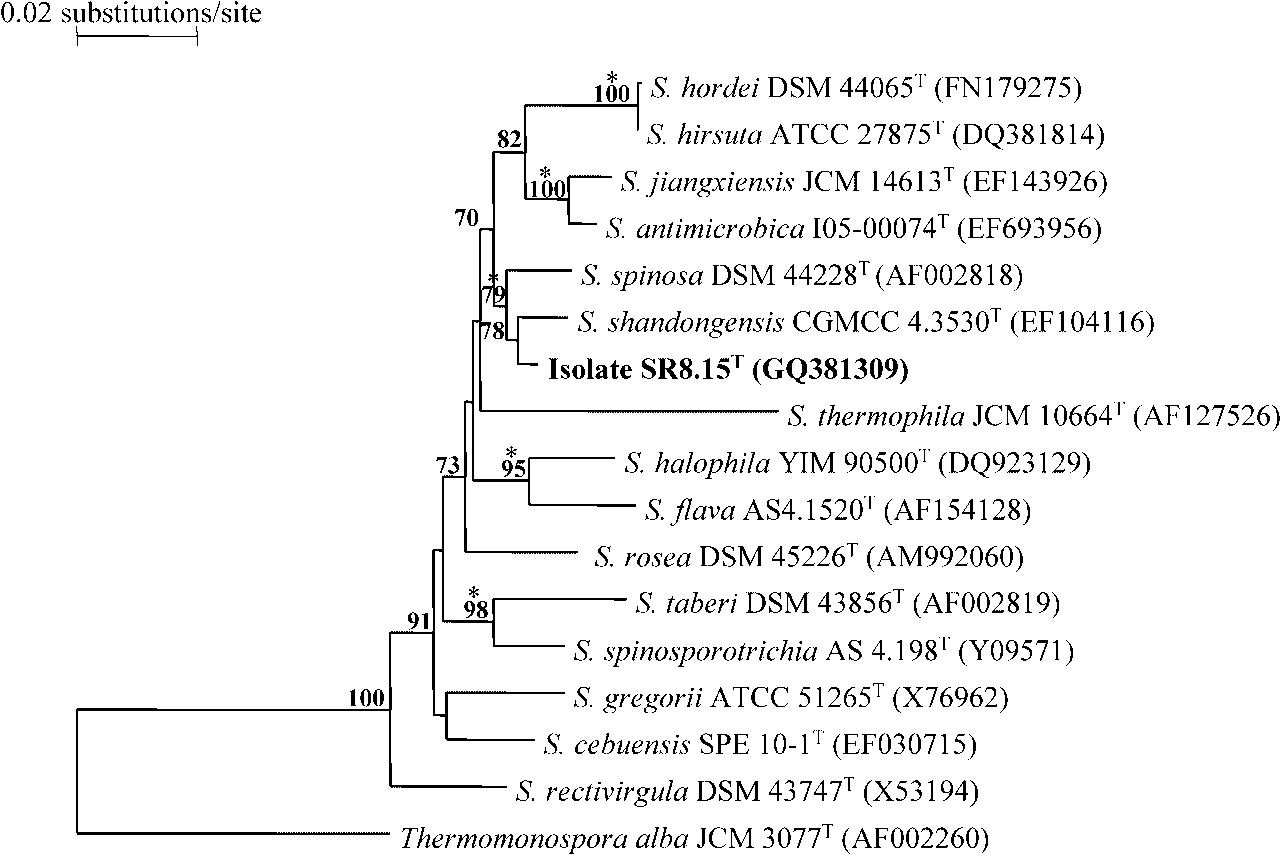 0.02 substitutions/site
*
100
S. hordei DSM 44065ᵀ (FN179275)
S. hirsuta ATCC 27875ᵀ (DQ381814)
82
*
100
S. jiangxiensis JCM 14613ᵀ (EF143926)
S. antimicrobica I05-00074ᵀ (EF693956)
70
S. spinosa DSM 44228ᵀ (AF002818)
*
79
S. shandongensis CGMCC 4.3530ᵀ (EF104116)
78
Isolate SR8.15ᵀ (GQ381309)
S. thermophila JCM 10664ᵀ (AF127526)
73
*
95
S. halophila YIM 90500ᵀ (DQ923129)
S. flava AS4.1520ᵀ (AF154128)
S. rosea DSM 45226ᵀ (AM992060)
*
98
S. taberi DSM 43856ᵀ (AF002819)
91
S. spinosporotrichia AS 4.198ᵀ (Y09571)
100
S. gregorii ATCC 51265ᵀ (X76962)
S. cebuensis SPE 10-1ᵀ (EF030715)
S. rectivirgula DSM 43747ᵀ (X53194)
Thermomonospora alba JCM 3077ᵀ (AF002260)